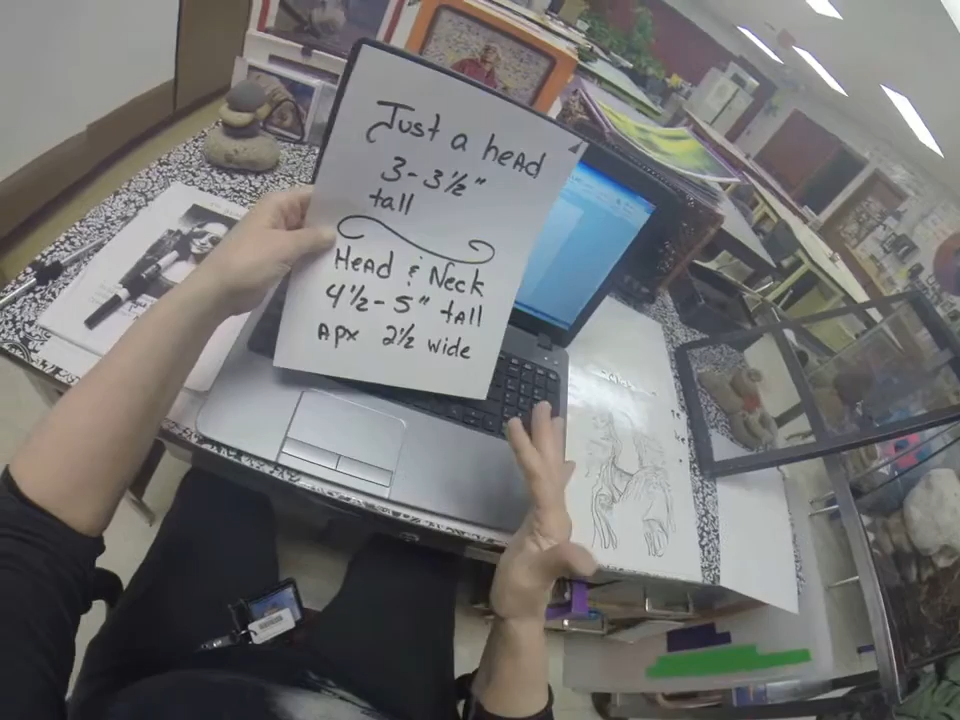 Just a head
3-3½"
tall
Head & Neck
4½-5" tall
Apx 2½ wide